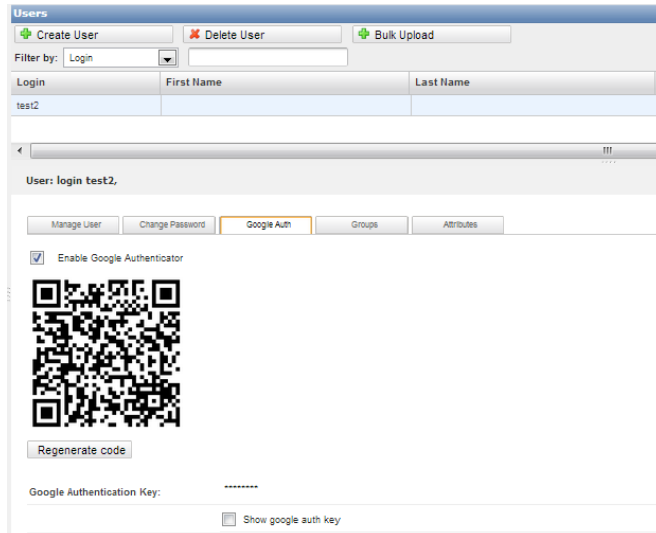 Users
Create User Delete User Bulk Upload
Filter by: Login
Login First Name Last Name
test2
User: login test2,
Manage User Change Password Google Auth Groups Attributes
Enable Google Authenticator
Regenerate code
Google Authentication Key: ********
Show google auth key